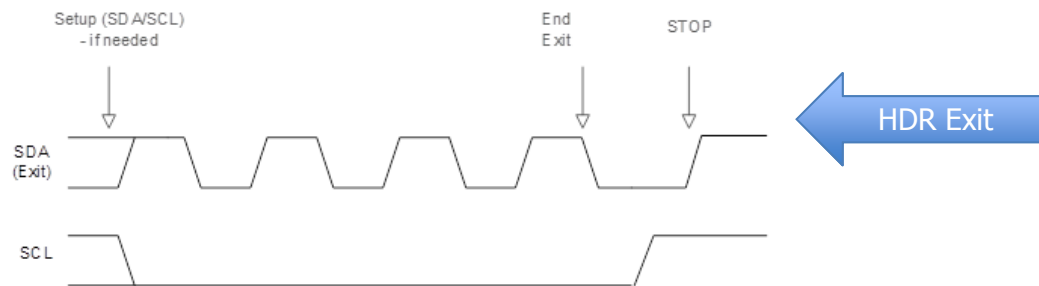 Setup (SDA/SCL)
- if needed
End
Exit
STOP
HDR Exit
SDA
(Exit)
SCL